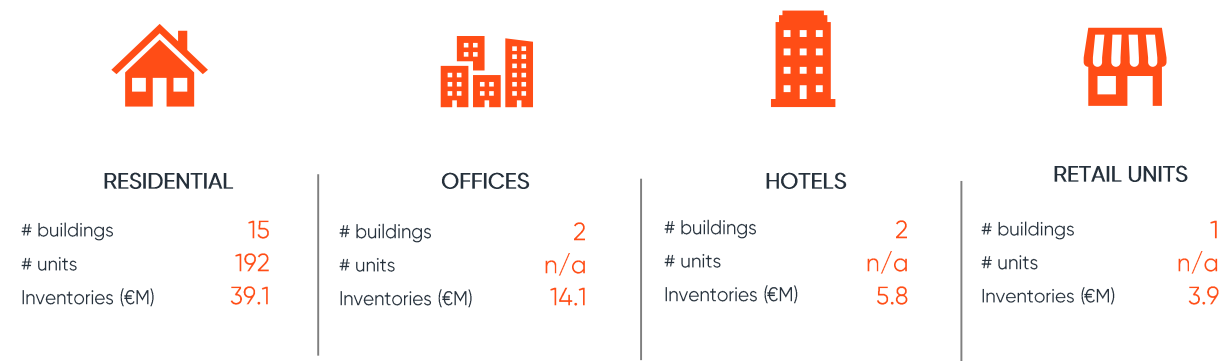 RESIDENTIAL
# buildings 15
# units 192
Inventories (€M) 39.1
OFFICES
# buildings 2
# units n/a
Inventories (€M) 14.1
HOTELS
# buildings 2
# units n/a
Inventories (€M) 5.8
RETAIL UNITS
# buildings 1
# units n/a
Inventories (€M) 3.9